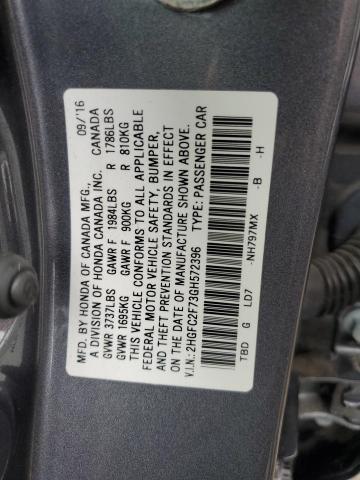 MFD. BY HONDA OF CANADA MFG., 09/'16
A DIVISION OF HONDA CANADA INC. CANADA
GVWR 3737LBS GAWR F 1984LBS R 1786LBS
GVWR 1695KG GAWR F 900KG R 810KG
THIS VEHICLE CONFORMS TO ALL APPLICABLE
FEDERAL MOTOR VEHICLE SAFETY, BUMPER,
AND THEFT PREVENTION STANDARDS IN EFFECT
ON THE DATE OF MANUFACTURE SHOWN ABOVE.
V.I.N.: 2HGFC2F73GH572396 TYPE: PASSENGER CAR
TBD G LD7 -NH797MX -B -H